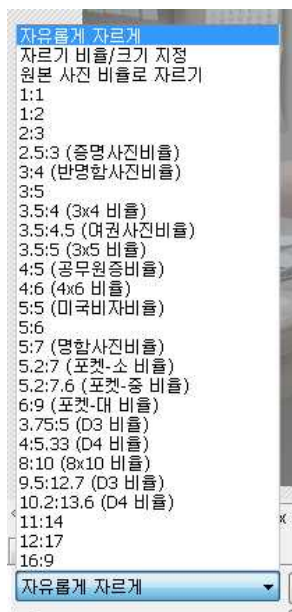 자유롭게 자르게
자르기 비율/크기 지정
원본 사진 비율로 자르기
1:1
1:2
2:3
2.5:3 (증명사진비율)
3:4 (반명함사진비율)
3:5
3.5:4 (3x4 비율)
3.5:4.5 (여권사진비율)
3.5:5 (3x5 비율)
4:5 (공무원증비율)
4:6 (4x6 비율)
5:5 (미국비자비율)
5:6
5:7 (명함사진비율)
5.2:7 (포켓-소 비율)
5.2:7.6 (포켓-중 비율)
6:9 (포켓-대 비율)
3.75:5 (D3 비율)
4:5.33 (D4 비율)
8:10 (8x10 비율)
9.5:12.7 (D3 비율)
10.2:13.6 (D4 비율)
11:14
12:17
16:9
자유롭게 자르게